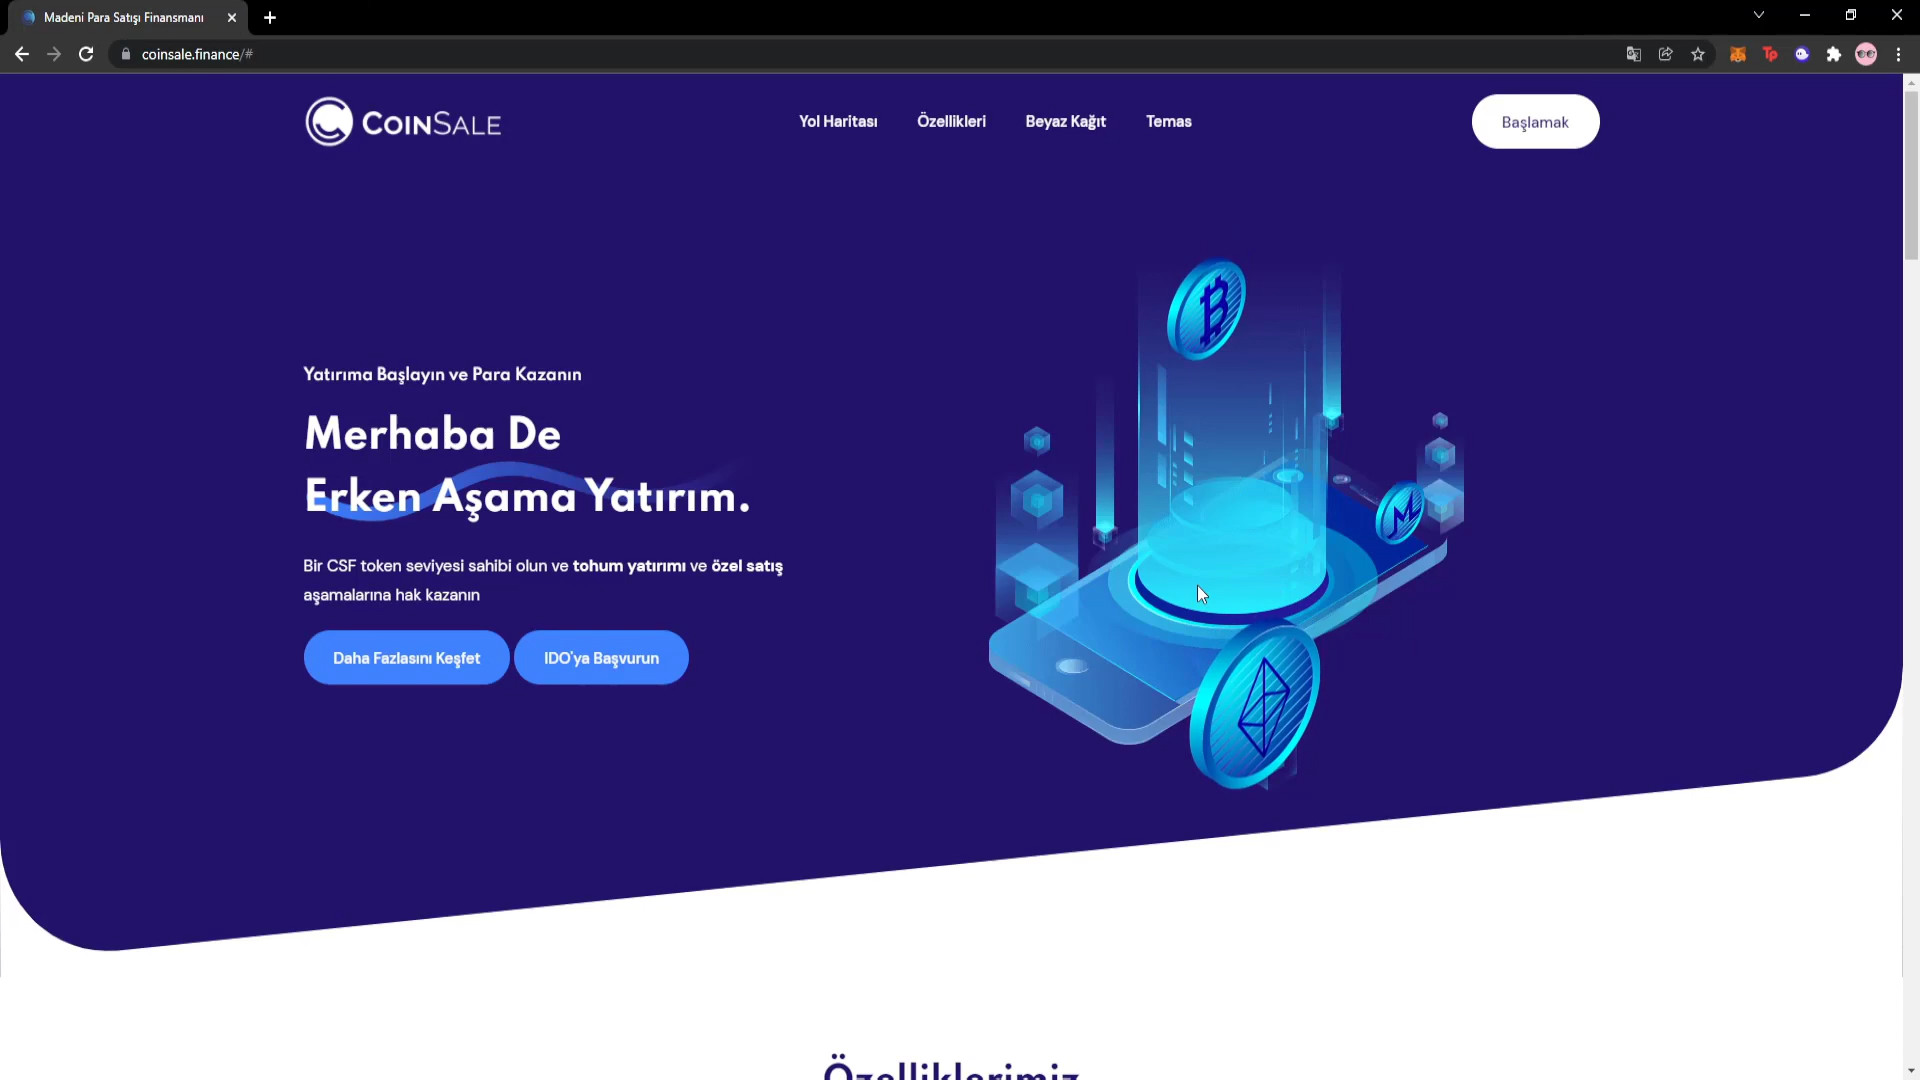 Madeni Para Satışı Finansmanı
coinsale.finance/#
COINSALE
Yol Haritası
Özellikleri
Beyaz Kağıt
Temas
Başlamak
Yatırıma Başlayın ve Para Kazanın
Merhaba De
Erken Aşama Yatırım.
Bir CSF token seviyesi sahibi olun ve tohum yatırımı ve özel satış
aşamalarına hak kazanın
Daha Fazlasını Keşfet
IDO'ya Başvurun
Özelliklerimiz